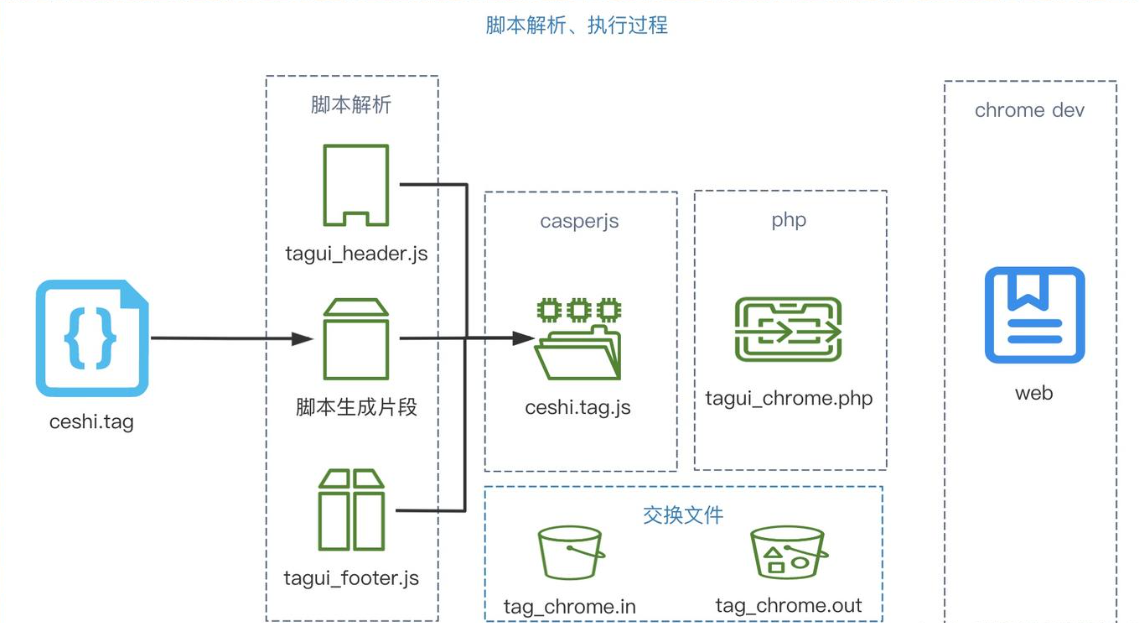 脚本解析、执行过程
脚本解析
tagui_header.js
脚本生成片段
tagui_footer.js
ceshi.tag
casperjs
ceshi.tag.js
php
tagui_chrome.php
交换文件
tag_chrome.in
tag_chrome.out
chrome dev
web